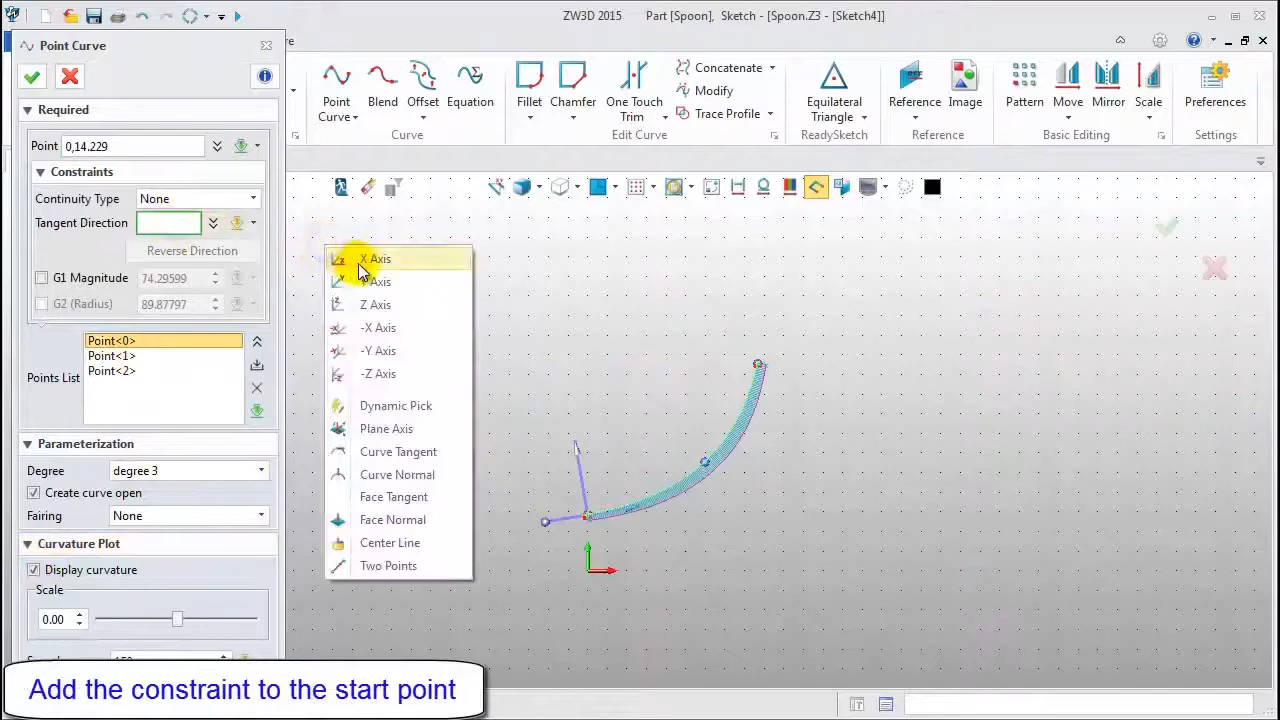 ZW3D 2015 Part [Spoon], Sketch - [Spoon.Z3 - [Sketch4]]
Point Curve
Required
Point 0,14.229
Constraints
Continuity Type None
Tangent Direction
Reverse Direction
G1 Magnitude 74.29599
G2 (Radius) 89.87797
Points List
Point<0>
Point<1>
Point<2>
Parameterization
Degree degree 3
Create curve open
Fairing None
Curvature Plot
Display curvature
Scale
0.00
Point Curve
Blend
Offset
Equation
Curve
Fillet
Chamfer
One Touch Trim
Concatenate
Modify
Trace Profile
Edit Curve
Equilateral Triangle
ReadySketch
Reference
Image
Reference
Pattern
Move
Mirror
Scale
Basic Editing
Preferences
Settings
X Axis
Axis
Z Axis
-X Axis
-Y Axis
-Z Axis
Dynamic Pick
Plane Axis
Curve Tangent
Curve Normal
Face Tangent
Face Normal
Center Line
Two Points
Add the constraint to the start point